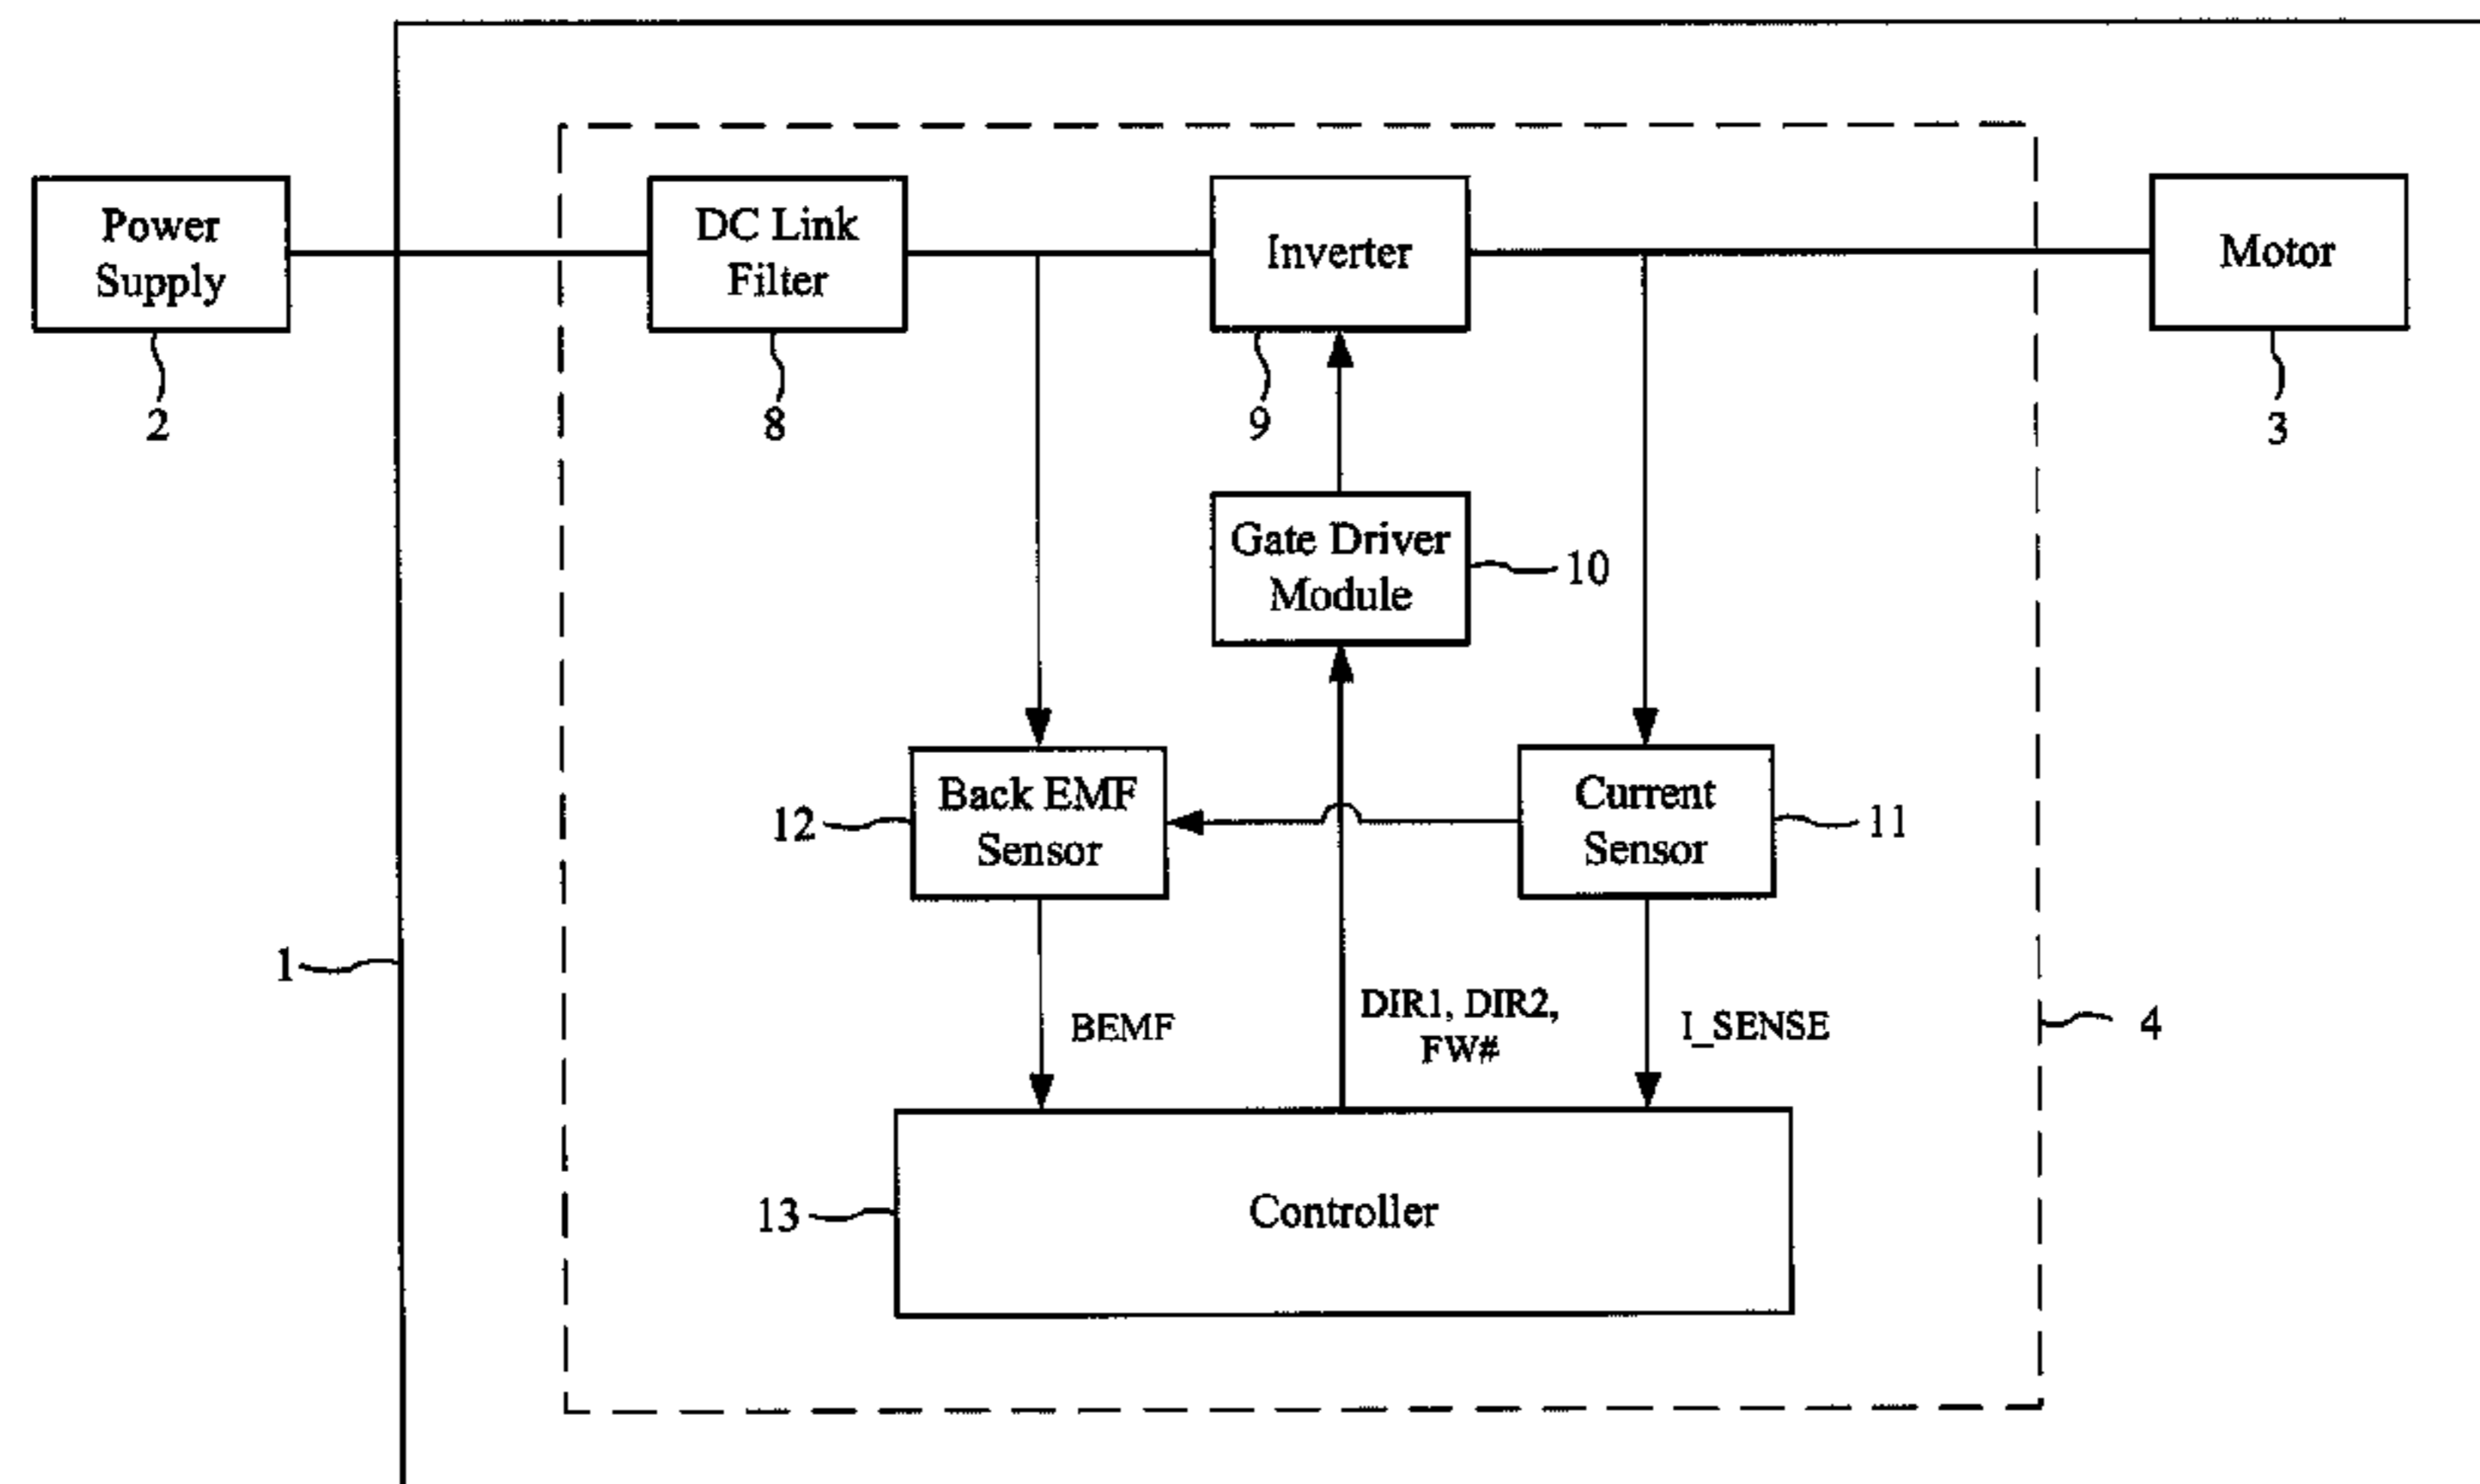 Power
Supply
2
DC Link
Filter
8
Inverter
9
Motor
3
Gate Driver
Module
10
Back EMF
Sensor
12
Current
Sensor
11
1
BEMF
DIR1, DIR2,
FW#
I_SENSE
4
Controller
13